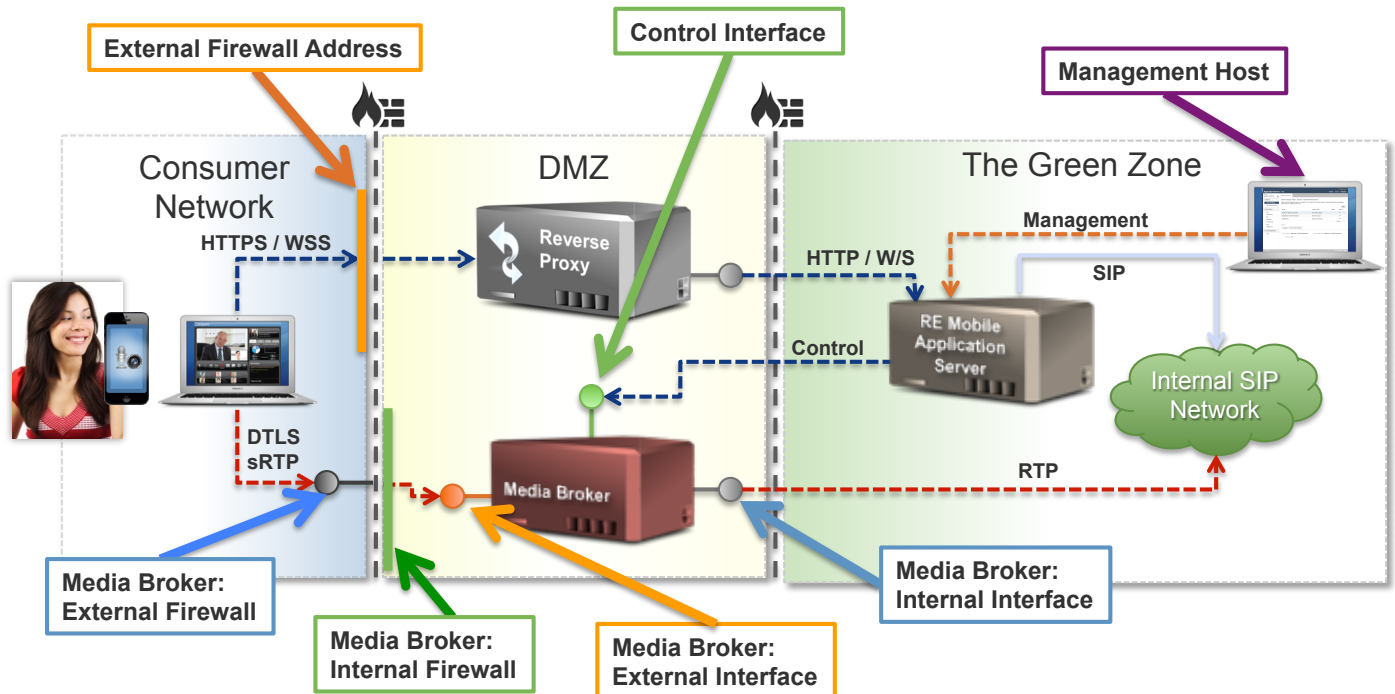 External Firewall Address
Control Interface
Management Host
Consumer
Network
DMZ
The Green Zone
HTTPS / WSS
Reverse
Proxy
HTTP / W/S
Management
SIP
RE Mobile
Application
Server
Control
Internal SIP
Network
DTLS
sRTP
Media Broker
RTP
Media Broker:
External Firewall
Media Broker:
Internal Firewall
Media Broker:
External Interface
Media Broker:
Internal Interface